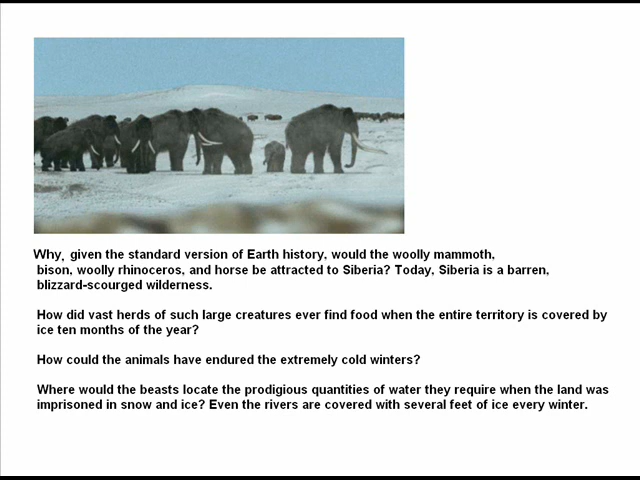 Why, given the standard version of Earth history, would the woolly mammoth,
bison, woolly rhinoceros, and horse be attracted to Siberia? Today, Siberia is a barren,
blizzard-scourged wilderness.
How did vast herds of such large creatures ever find food when the entire territory is covered by
ice ten months of the year?
How could the animals have endured the extremely cold winters?
Where would the beasts locate the prodigious quantities of water they require when the land was
imprisoned in snow and ice? Even the rivers are covered with several feet of ice every winter.